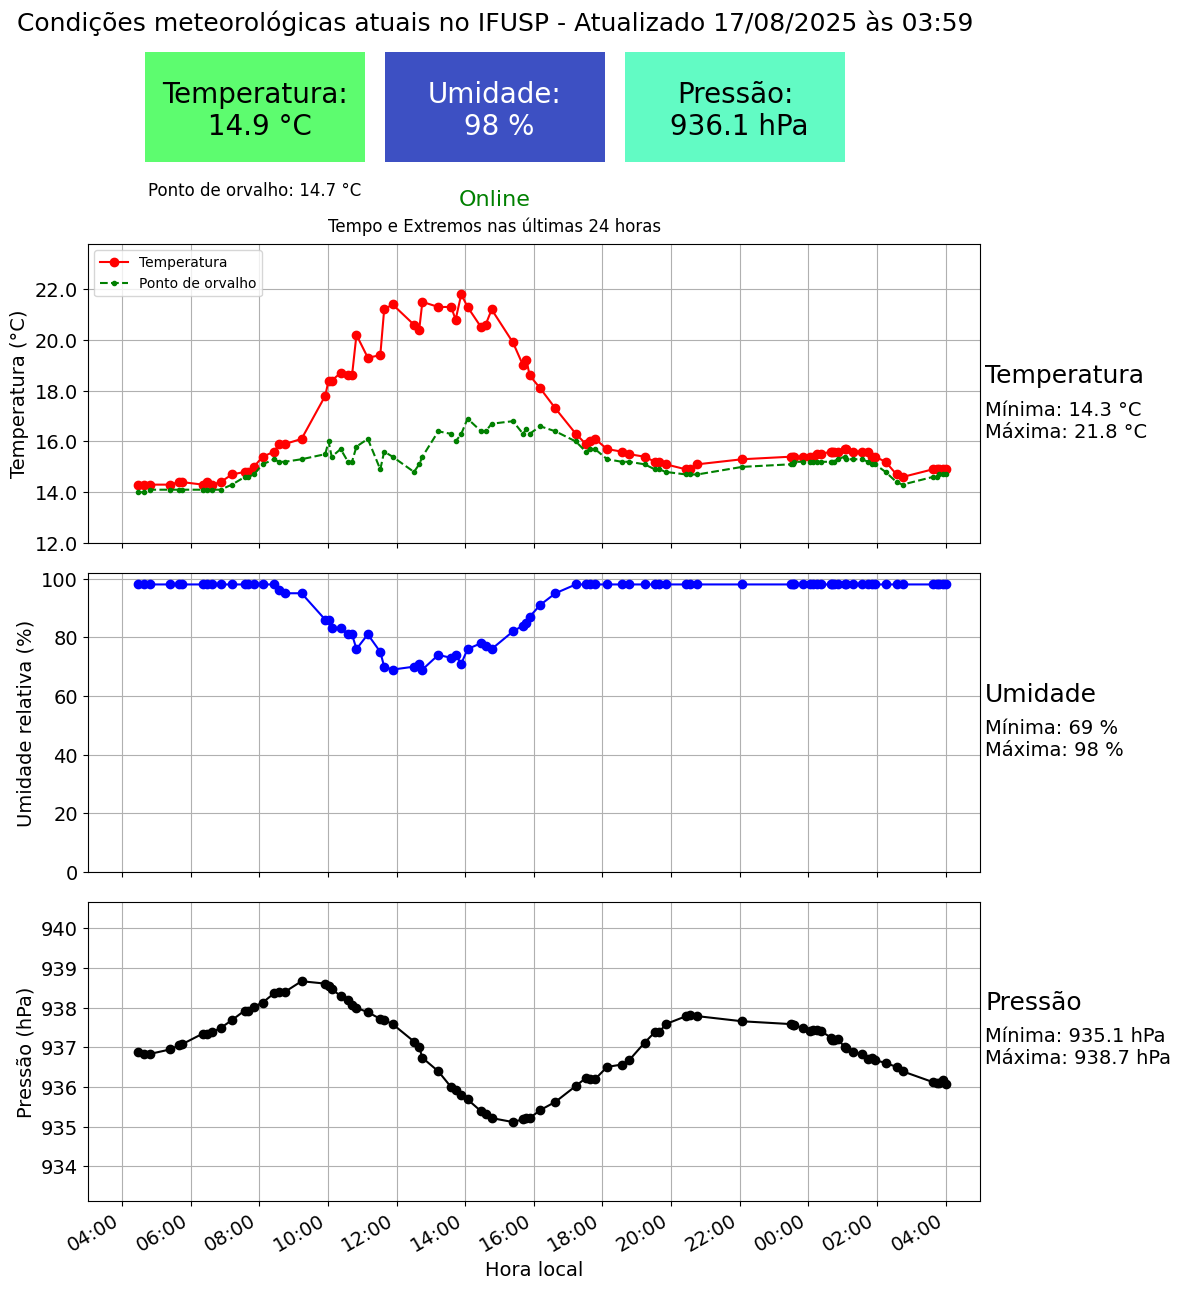 Condições meteorológicas atuais no IFUSP - Atualizado 17/08/2025 às 03:59
Temperatura:
14.9 °C
Umidade:
98 %
Pressão:
936.1 hPa
Ponto de orvalho: 14.7 °C
Online
Tempo e Extremos nas últimas 24 horas
Temperatura
Ponto de orvalho
Temperatura (°C)
22.0
20.0
18.0
16.0
14.0
12.0
Temperatura
Mínima: 14.3 °C
Máxima: 21.8 °C
Umidade relativa (%)
100
80
60
40
20
0
Umidade
Mínima: 69 %
Máxima: 98 %
Pressão (hPa)
940
939
938
937
936
935
934
Pressão
Mínima: 935.1 hPa
Máxima: 938.7 hPa
04:00
06:00
08:00
10:00
12:00
14:00
16:00
18:00
20:00
22:00
00:00
02:00
04:00
Hora local